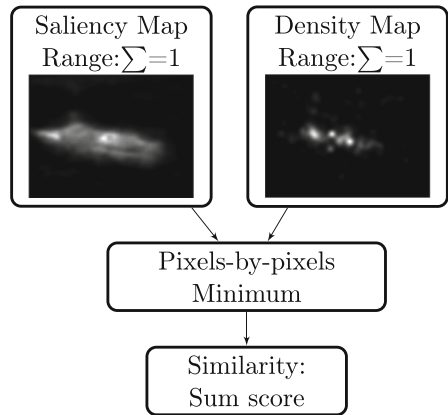 Saliency Map
Range:∑=1
Density Map
Range:∑=1
Pixels-by-pixels
Minimum
Similarity:
Sum score